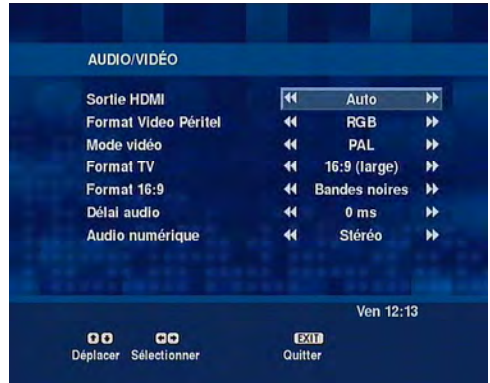 AUDIO/VIDÉO
Sortie HDMI Auto
Format Video Péritel RGB
Mode vidéo PAL
Format TV 16:9 (large)
Format 16:9 Bandes noires
Délai audio 0 ms
Audio numérique Stéréo
Ven 12:13
EXIT
Déplacer Sélectionner Quitter